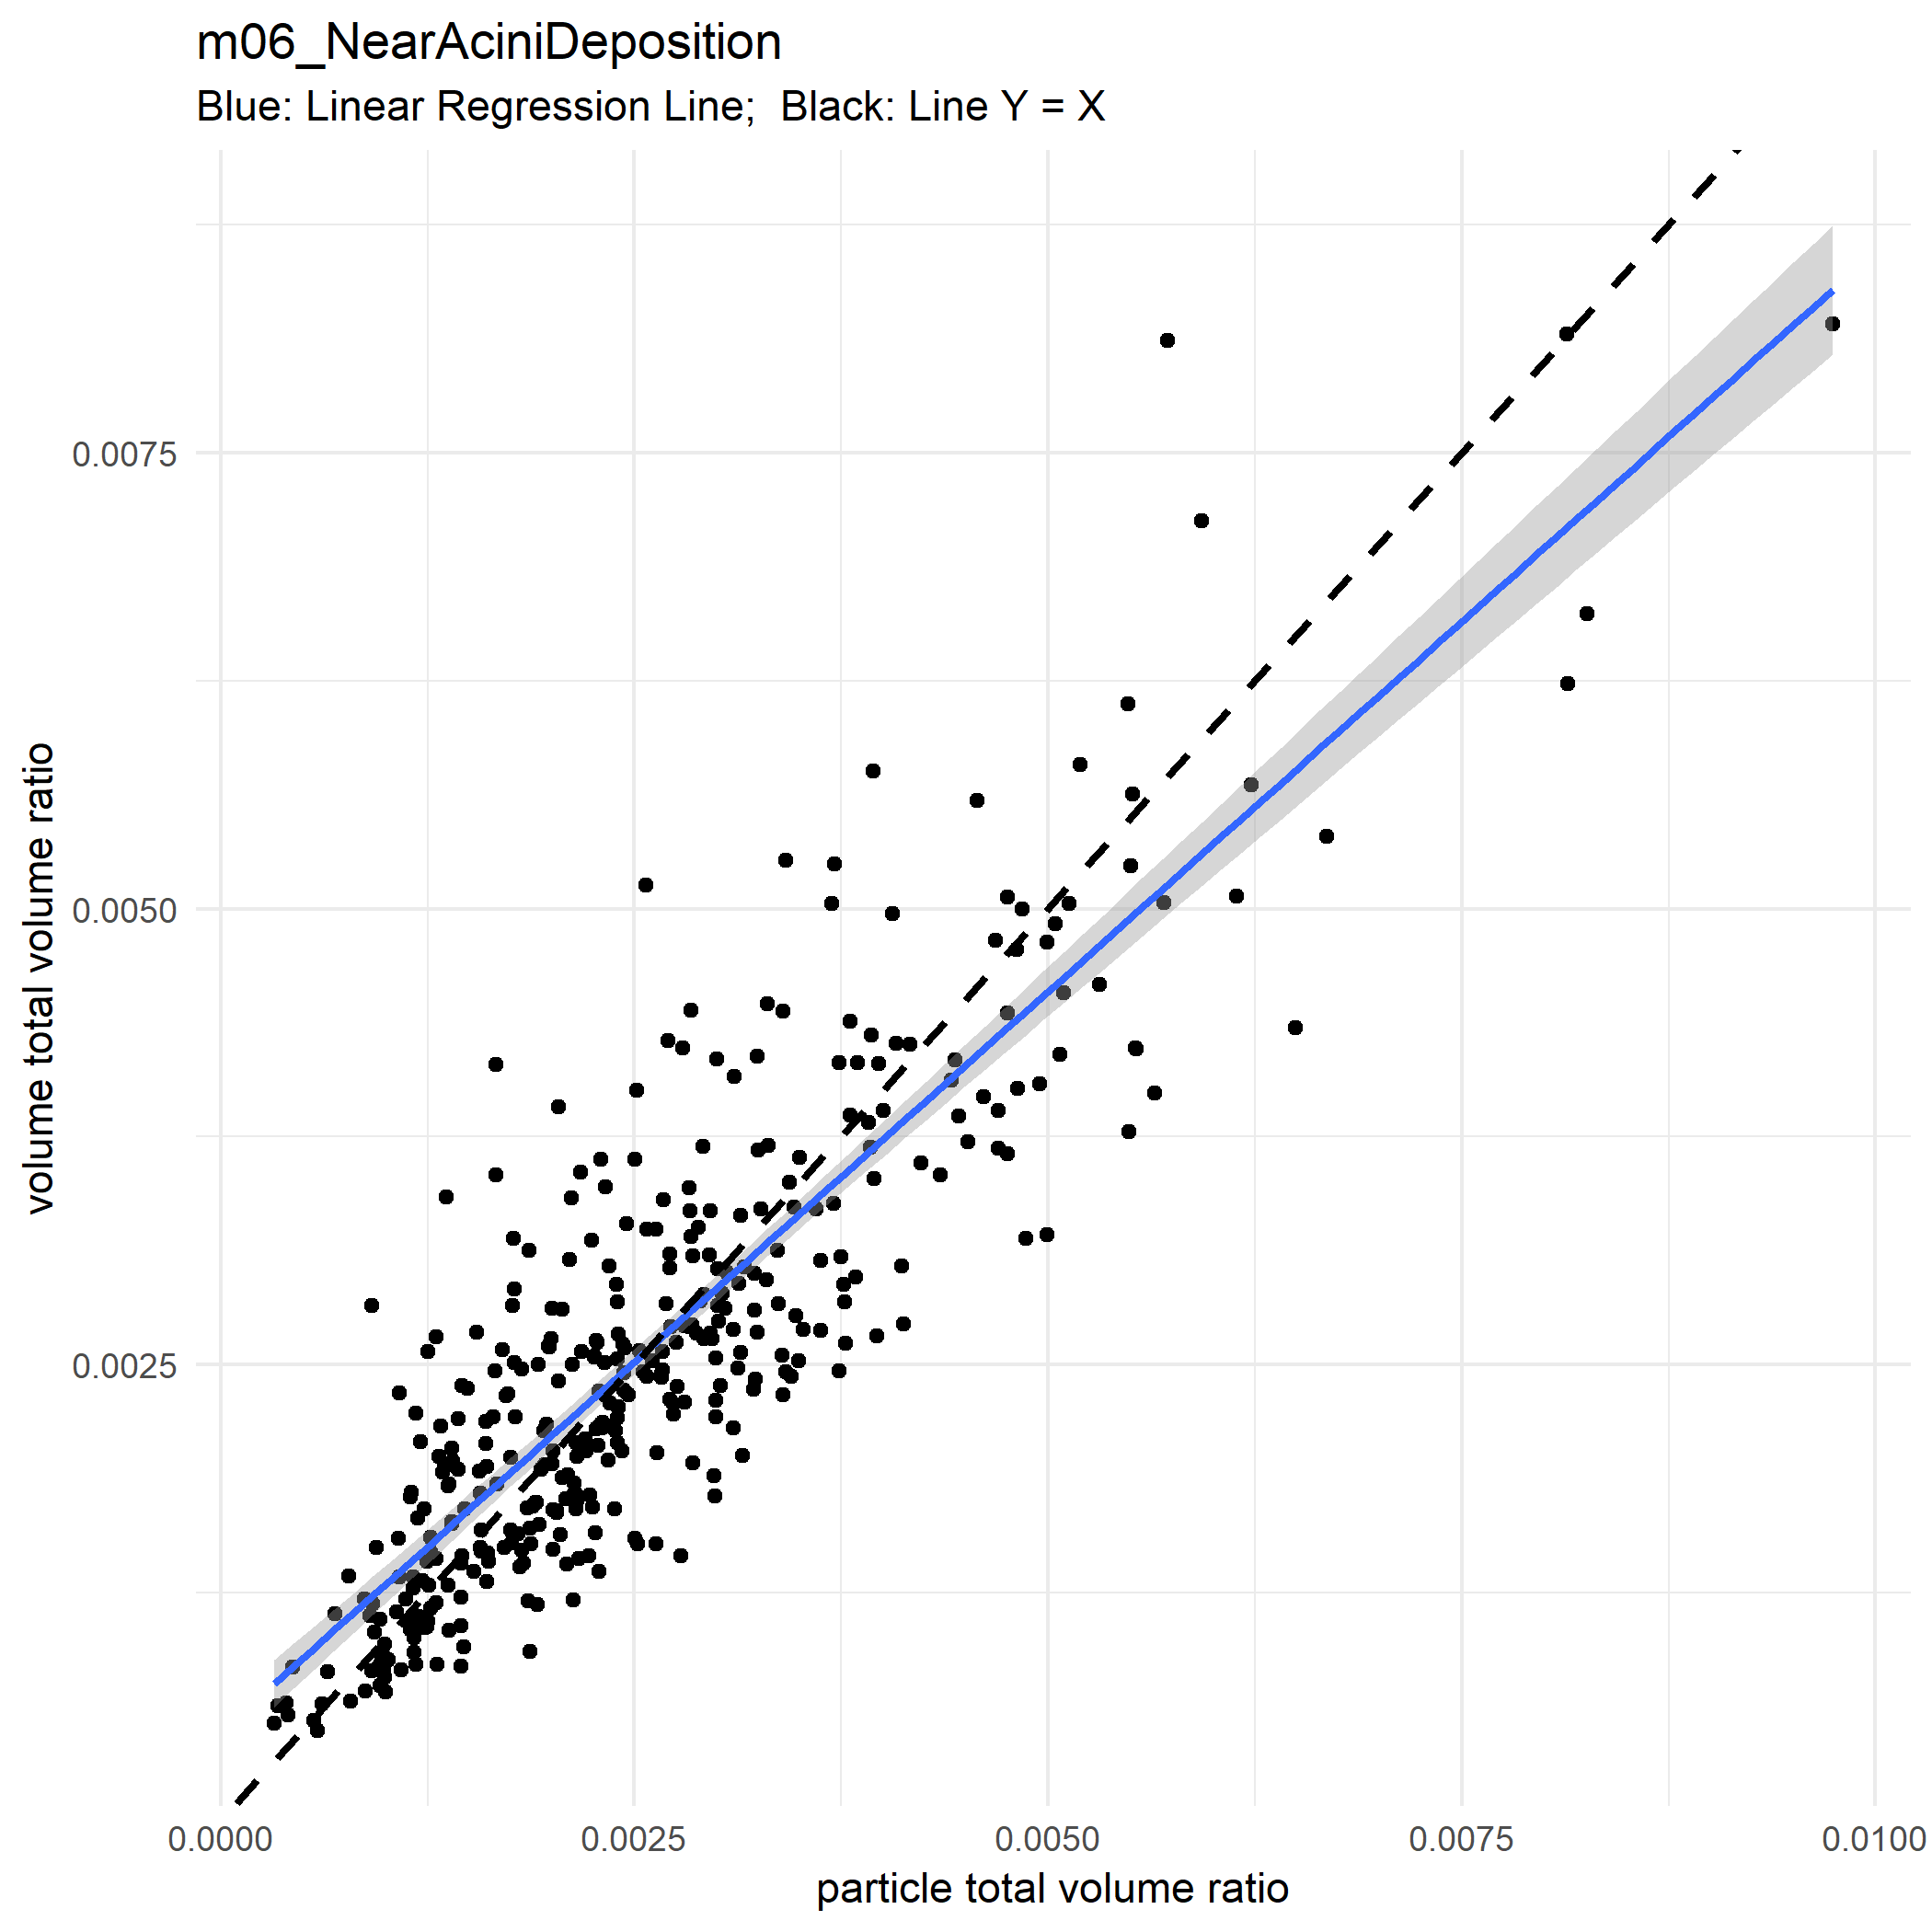 m06_NearAciniDeposition
Blue: Linear Regression Line;  Black: Line Y = X
volume total volume ratio
0.0075
0.0050
0.0025
0.0000
0.0025
0.0050
0.0075
0.0100
particle total volume ratio